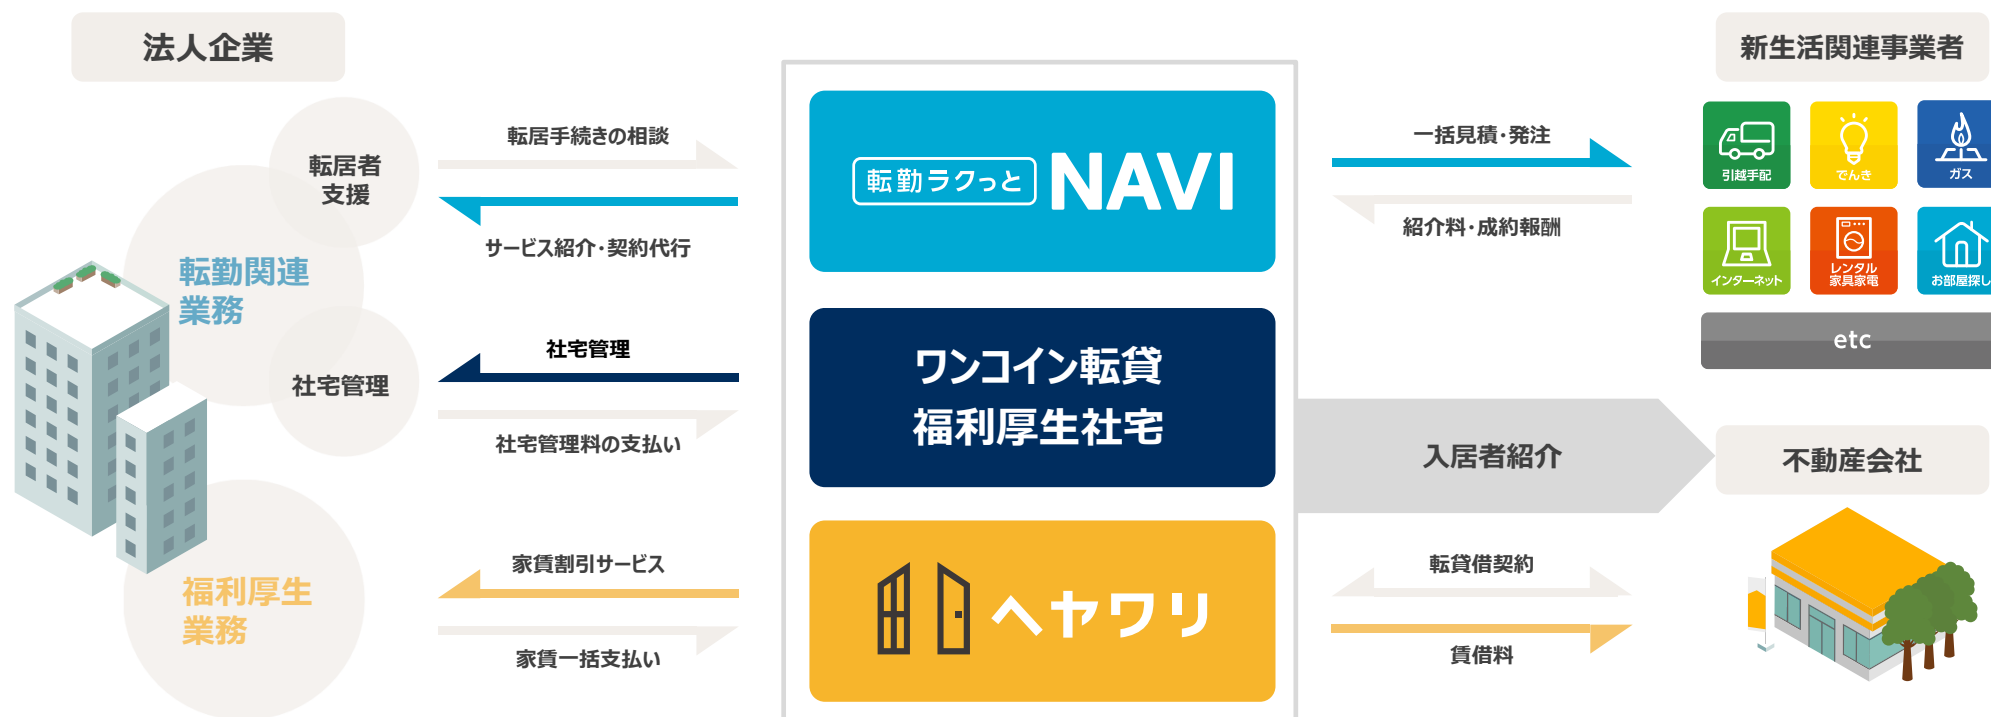 法人企業
転居者
支援
転勤関連
業務
社宅管理
福利厚生
業務
転居手続きの相談
サービス紹介・契約代行
社宅管理
社宅管理料の支払い
家賃割引サービス
家賃一括支払い
転勤ラクっと NAVI
ワンコイン転貸
福利厚生社宅
ヘヤワリ
一括見積・発注
紹介料・成約報酬
入居者紹介
転貸借契約
賃借料
新生活関連事業者
引越手配
でんき
ガス
インターネット
レンタル
家具家電
お部屋探し
etc
不動産会社